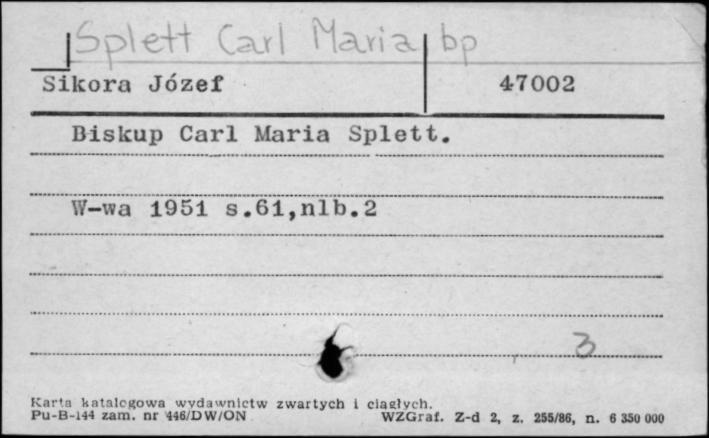 Splett Carl Maria bp
Sikora Józef 47002
Biskup Carl Maria Splett.
W-wa 1951 s.61,nlb.2
3
Karta katalogowa wydawnictw zwartych i ciągłych.
Pu-B-144 zam. nr 446/DW/ON WZGraf. Z-d 2, z. 255/86, n. 6 350 000